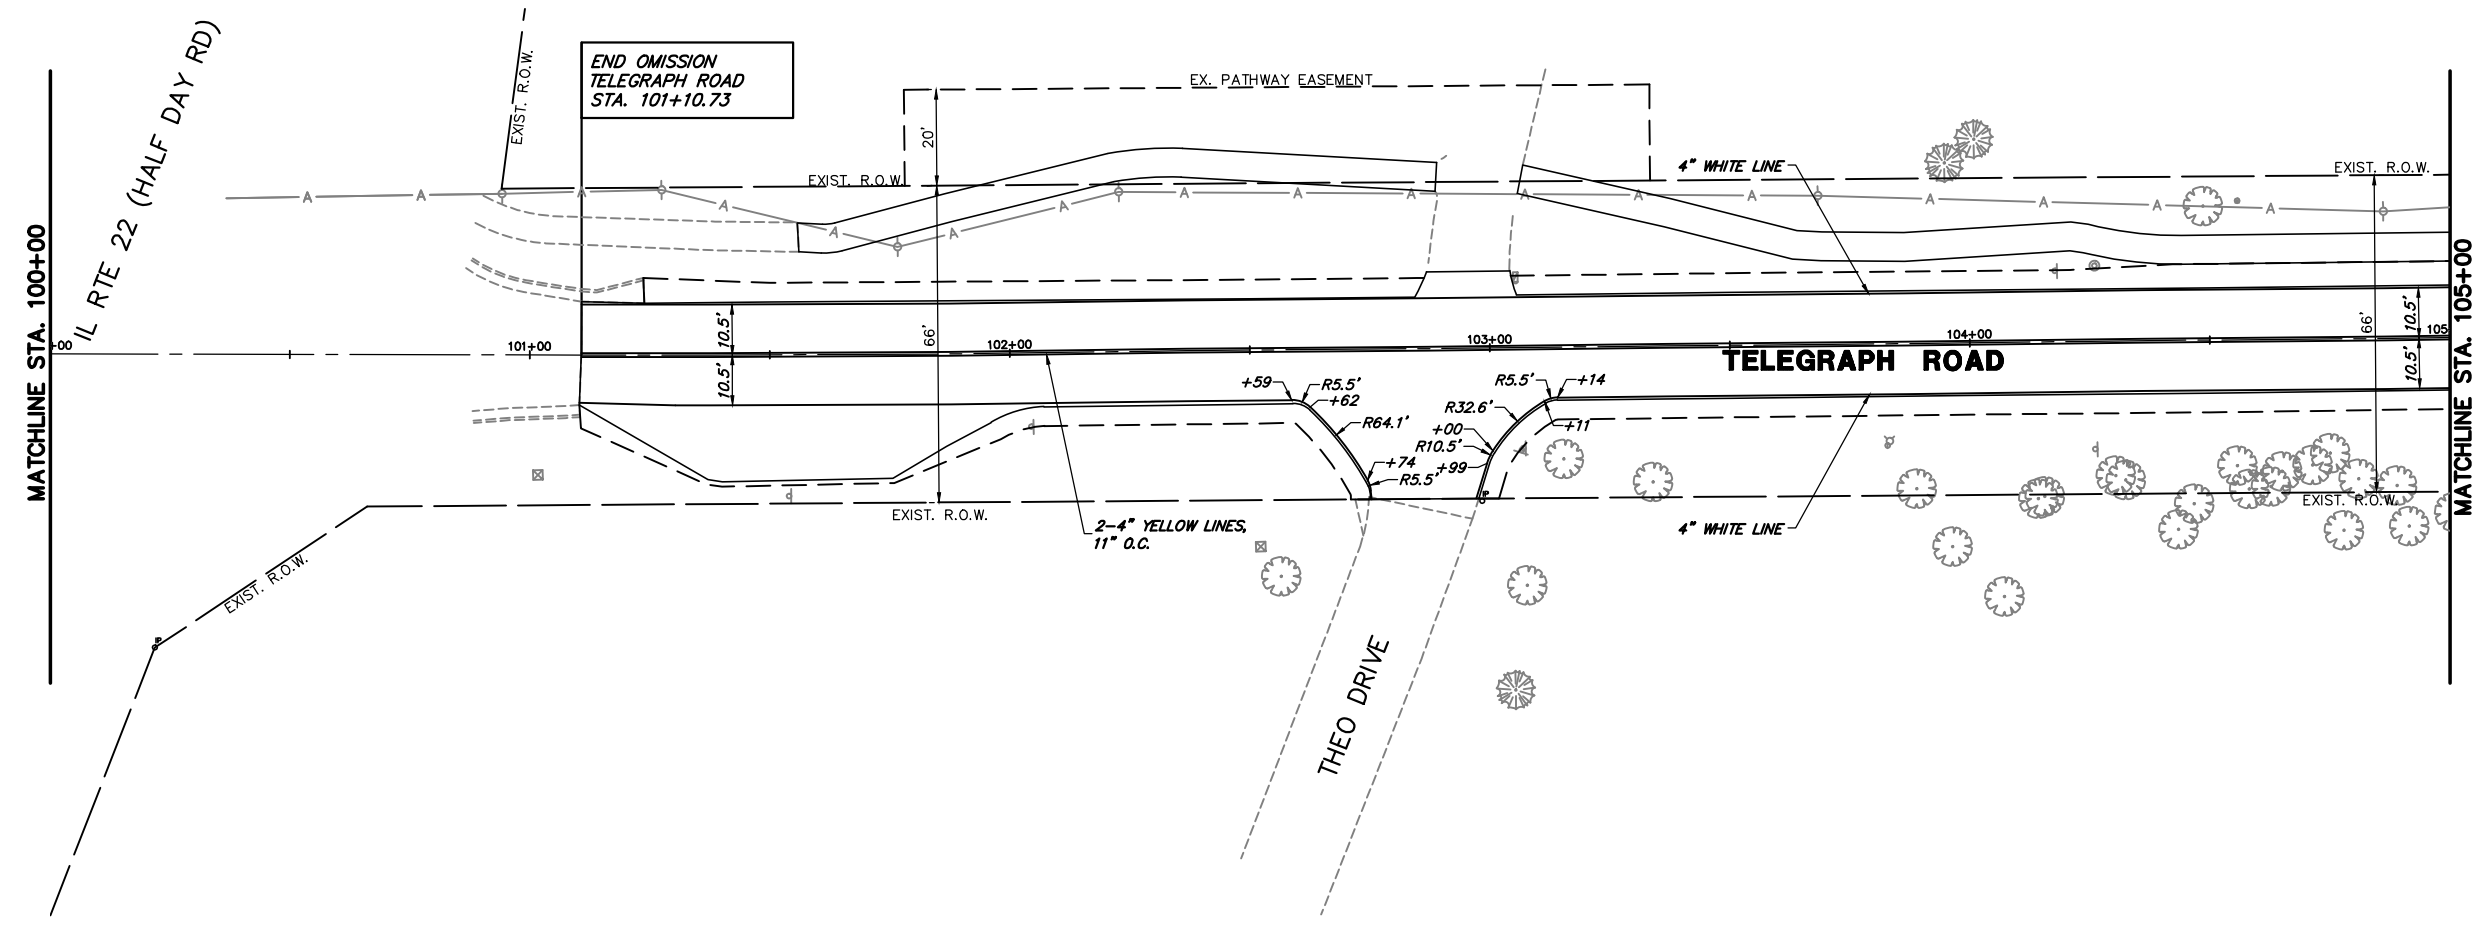 MATCHLINE STA. 100+00
IL RTE 22 (HALF DAY RD)
EXIST. R.O.W.
END OMISSION
TELEGRAPH ROAD
STA. 101+10.73
EX. PATHWAY EASEMENT
20'
EXIST. R.O.W.
4" WHITE LINE
EXIST. R.O.W.
A A A A A A A A A A A A A A A A A A
10.5'
66'
10.5'
66'
+00
101+00
102+00
103+00
104+00
105
TELEGRAPH ROAD
10.5'
10.5'
+59
R5.5'
+62
R64.1'
+74
R5.5'
R5.5'
+14
R32.6'
+11
+00
R10.5'
+99
IP
EXIST. R.O.W.
2-4" YELLOW LINES,
11" O.C.
4" WHITE LINE
EXIST. R.O.W.
EXIST. R.O.W.
IP
THEO DRIVE
MATCHLINE STA. 105+00